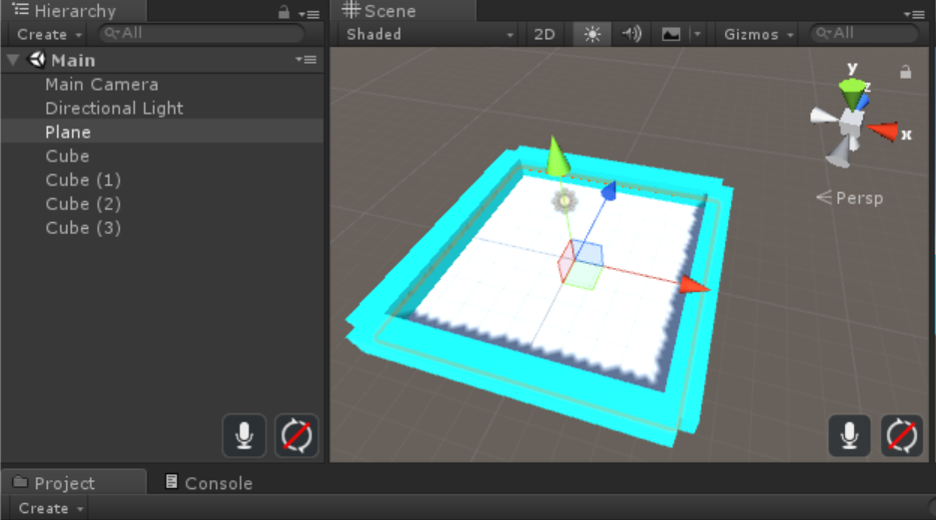 Hierarchy
Create
All
Main
Main Camera
Directional Light
Plane
Cube
Cube (1)
Cube (2)
Cube (3)
Scene
Shaded
2D
Gizmos
All
y
z
x
Persp
Project
Console
Create